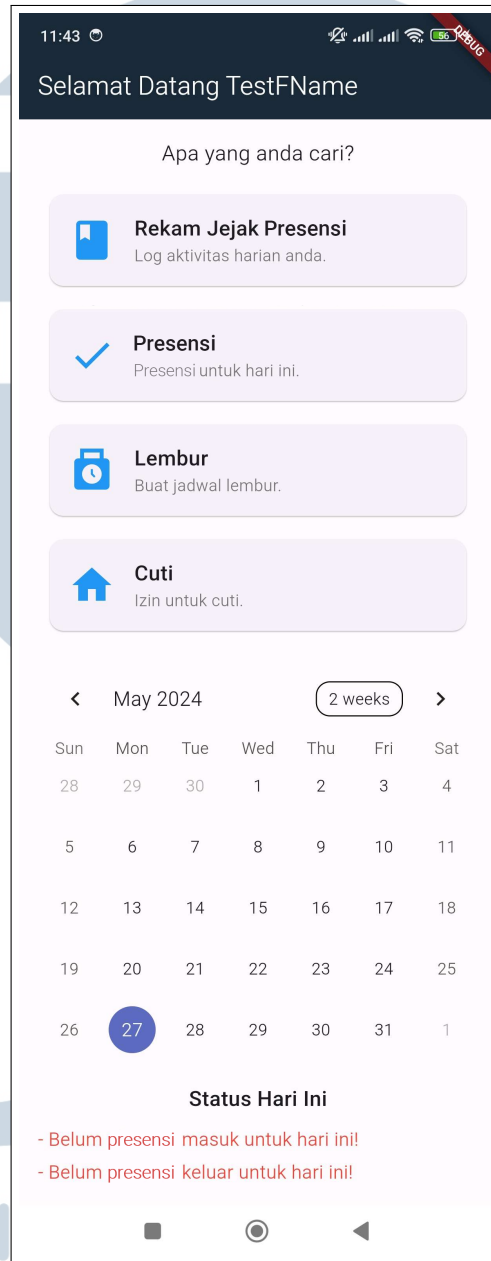 11:43
56
DEBUG
Selamat Datang TestFName
Apa yang anda cari?
Rekam Jejak Presensi
Log aktivitas harian anda.
Presensi
Presensi untuk hari ini.
Lembur
Buat jadwal lembur.
Cuti
Izin untuk cuti.
May 2024 2 weeks
Sun Mon Tue Wed Thu Fri Sat
28 29 30 1 2 3 4
5 6 7 8 9 10 11
12 13 14 15 16 17 18
19 20 21 22 23 24 25
26 27 28 29 30 31 1
Status Hari Ini
- Belum presensi masuk untuk hari ini!
- Belum presensi keluar untuk hari ini!